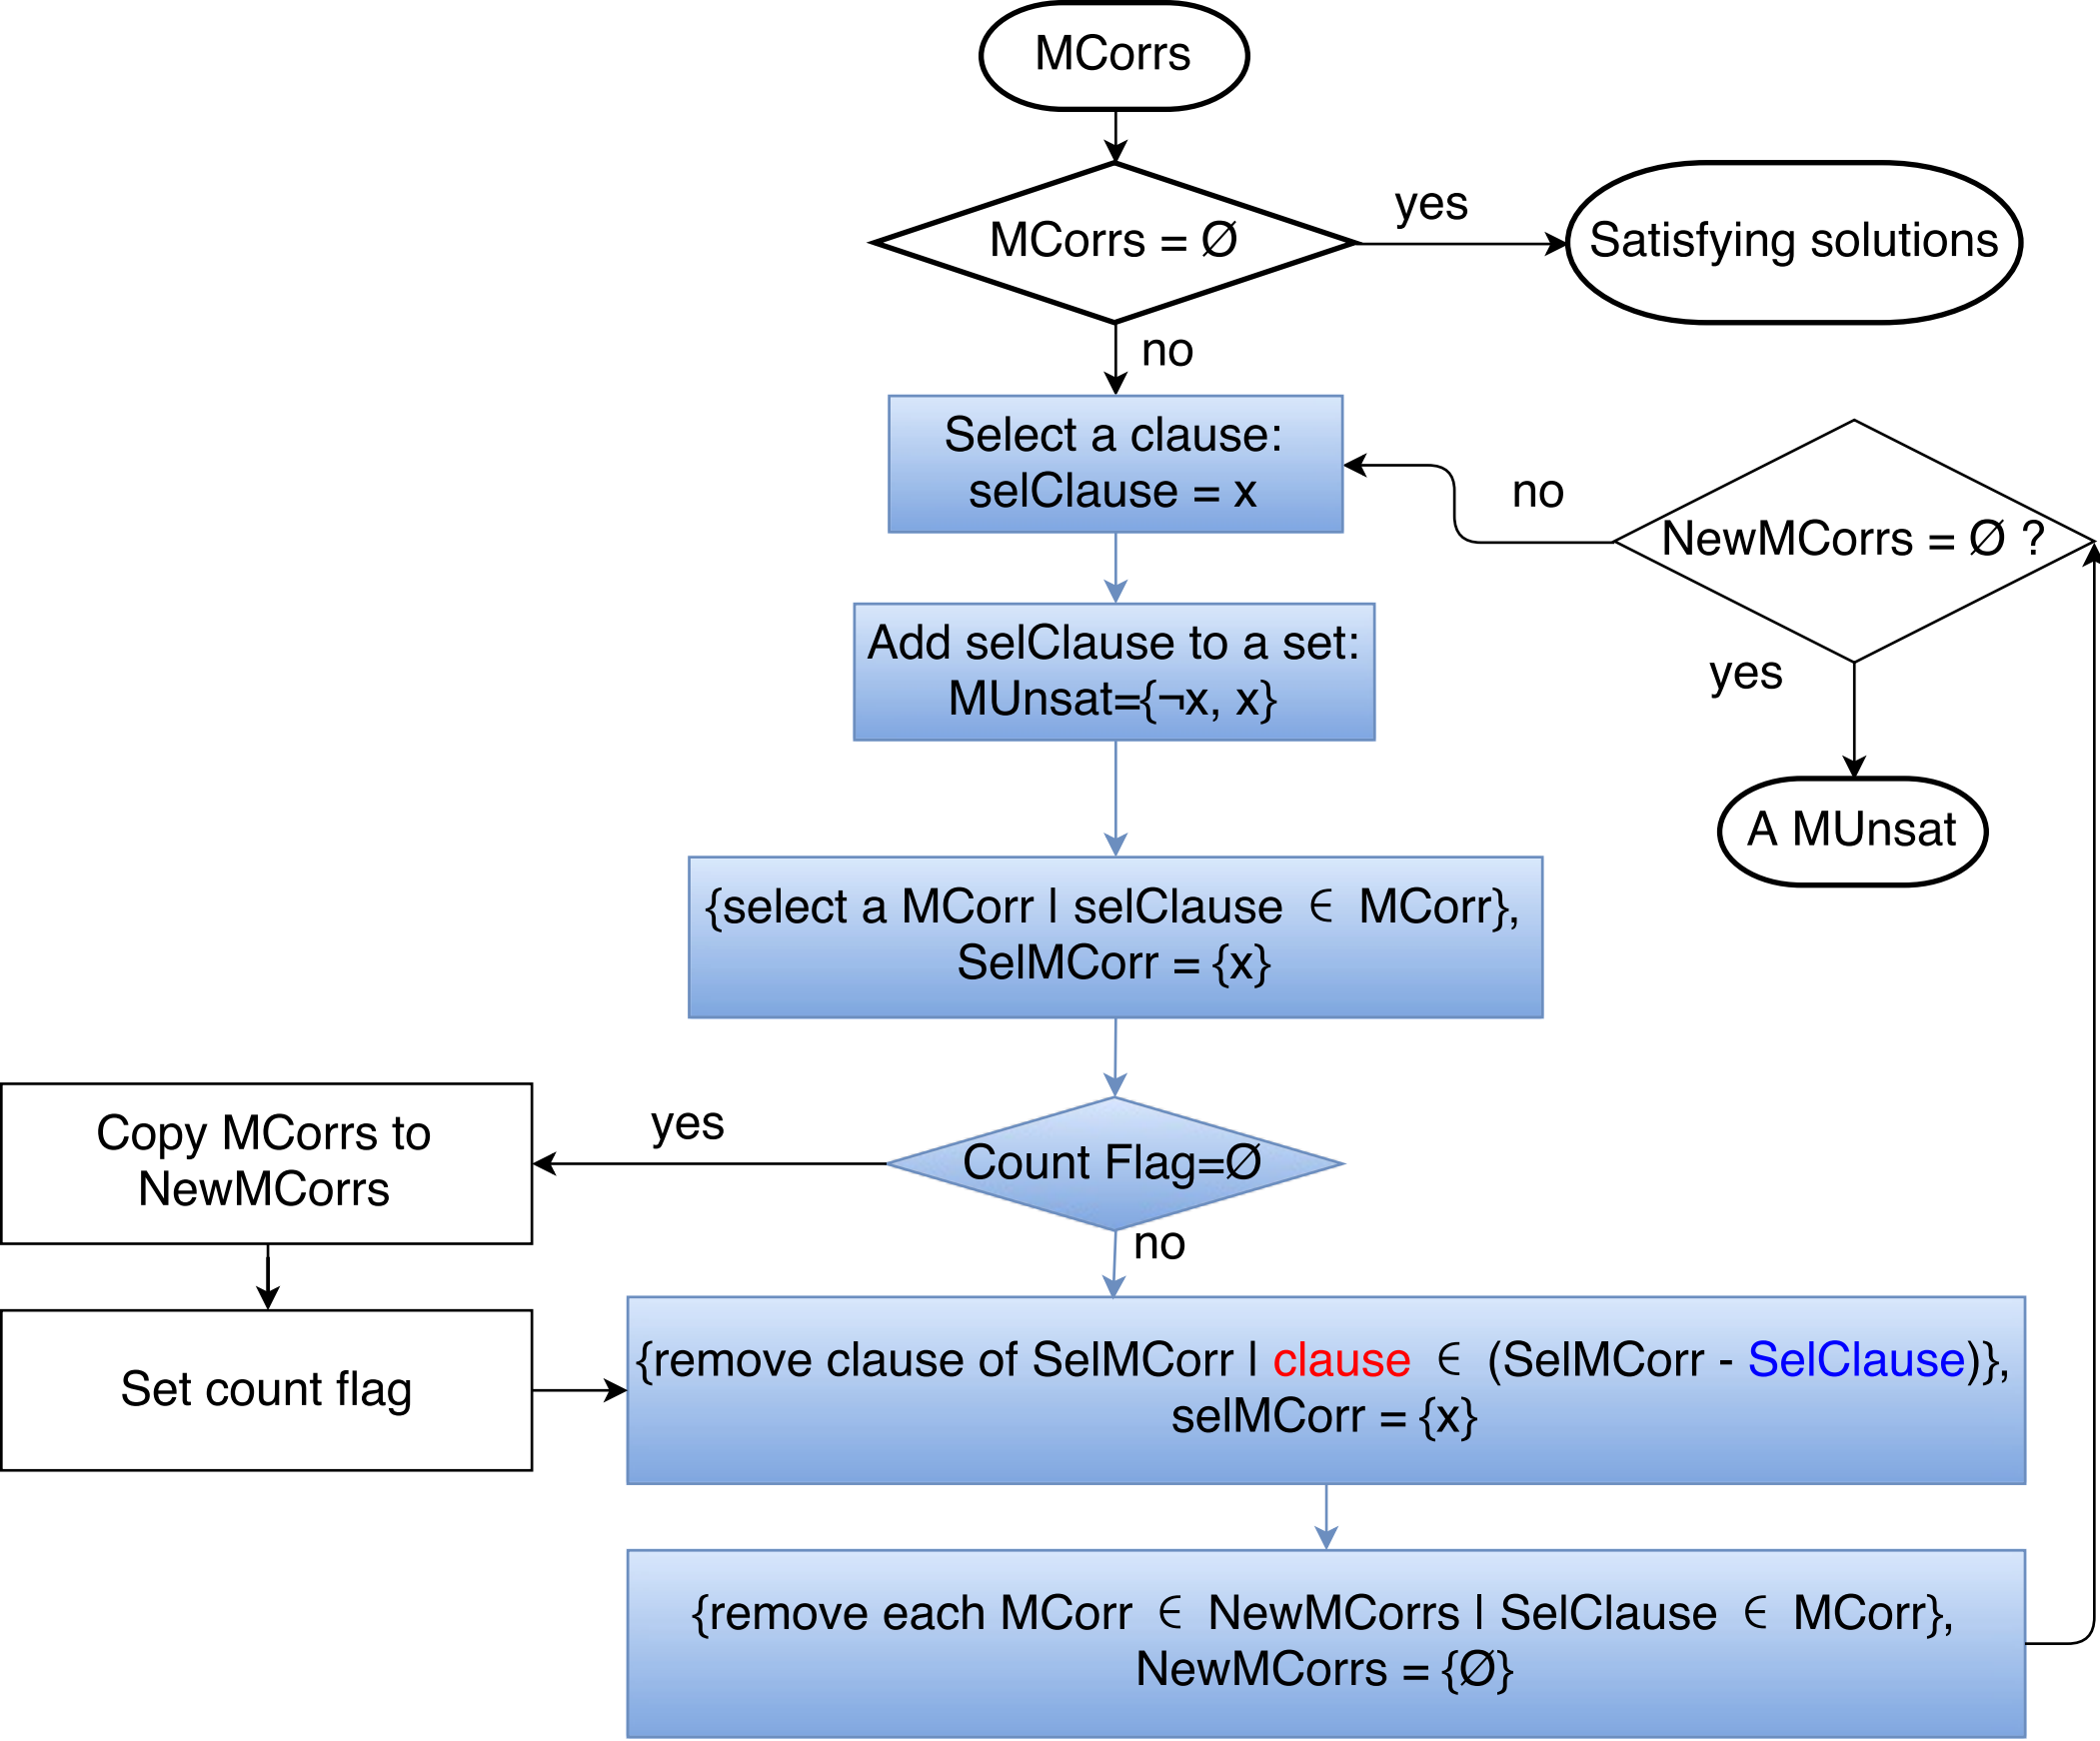 MCorrs
MCorrs = Ø
yes
Satisfying solutions
no
Select a clause:
selClause = x
no
NewMCorrs = Ø ?
yes
Add selClause to a set:
MUnsat={¬x, x}
A MUnsat
{select a MCorr | selClause ∈ MCorr},
SelMCorr = {x}
Count Flag=Ø
yes
Copy MCorrs to
NewMCorrs
no
Set count flag
{remove clause of SelMCorr | clause ∈ (SelMCorr - SelClause)},
selMCorr = {x}
{remove each MCorr ∈ NewMCorrs | SelClause ∈ MCorr},
NewMCorrs = {Ø}